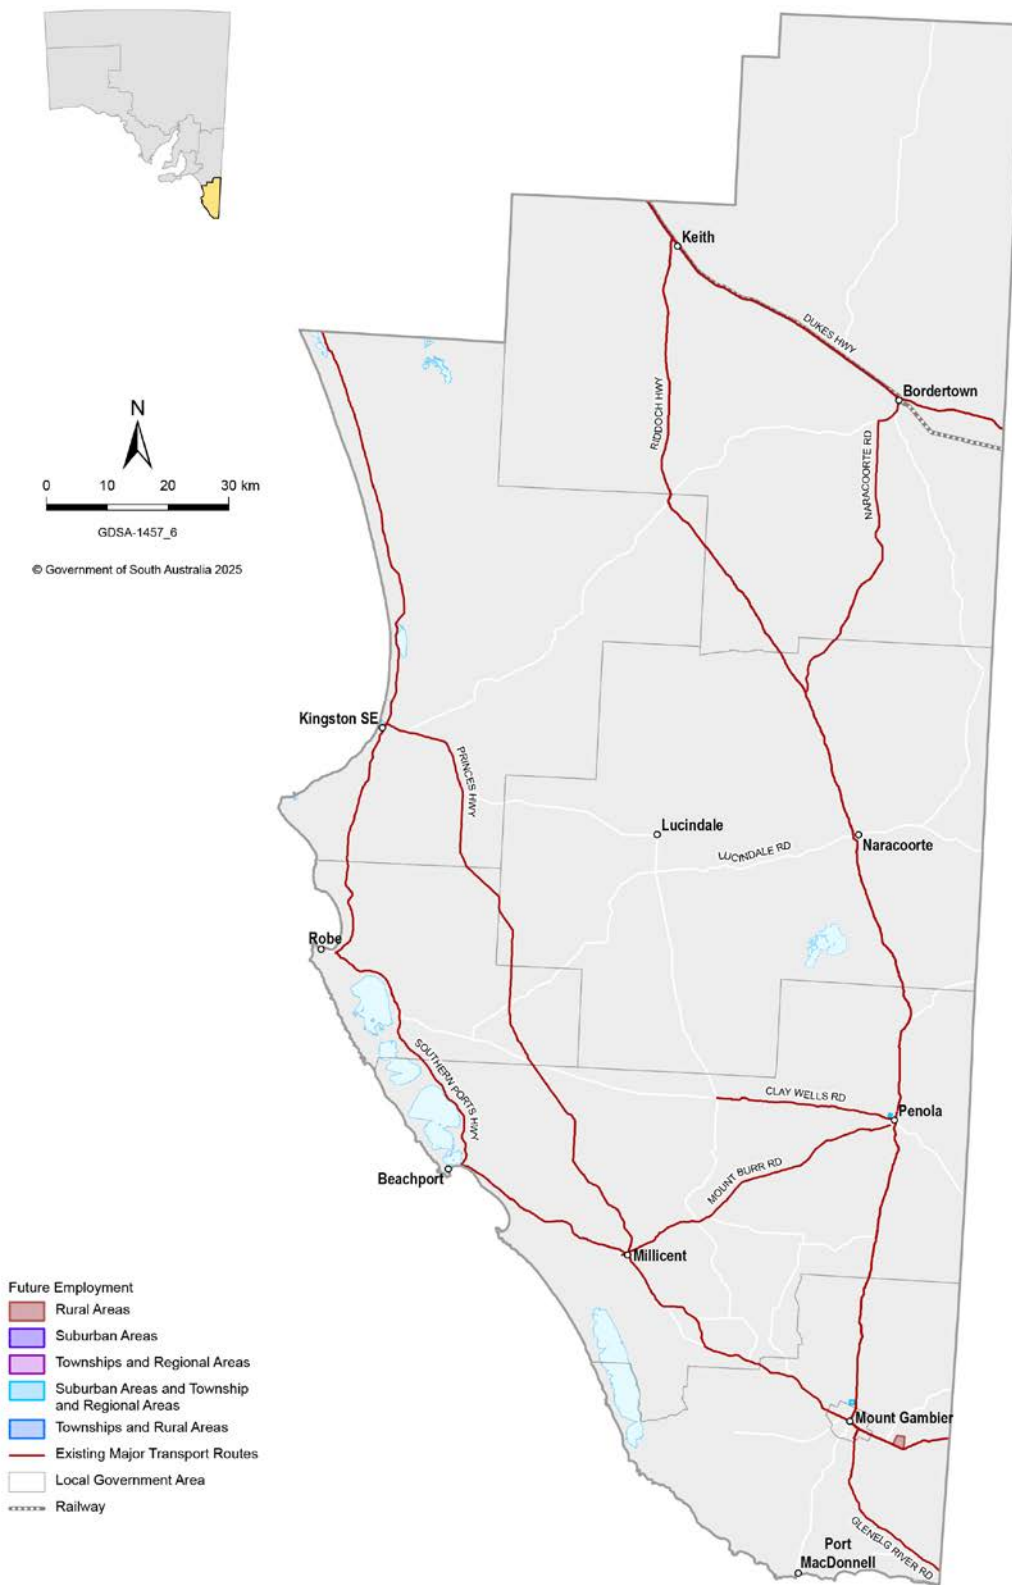 Keith
DUKES HWY
RIDDOCH HWY
Bordertown
NARACOORTE RD
N
0 10 20 30 km
GDSA-1457_6
© Government of South Australia 2025
Kingston SE
PRINCES HWY
Lucindale
LUCINDALE RD
Naracoorte
Robe
SOUTHERN PORTS HWY
CLAY WELLS RD
Penola
MOUNT BURR RD
Beachport
Millicent
Future Employment
Rural Areas
Suburban Areas
Townships and Regional Areas
Suburban Areas and Township
and Regional Areas
Townships and Rural Areas
Existing Major Transport Routes
Local Government Area
Railway
Mount Gambier
GLENELG RIVER RD
Port
MacDonnell